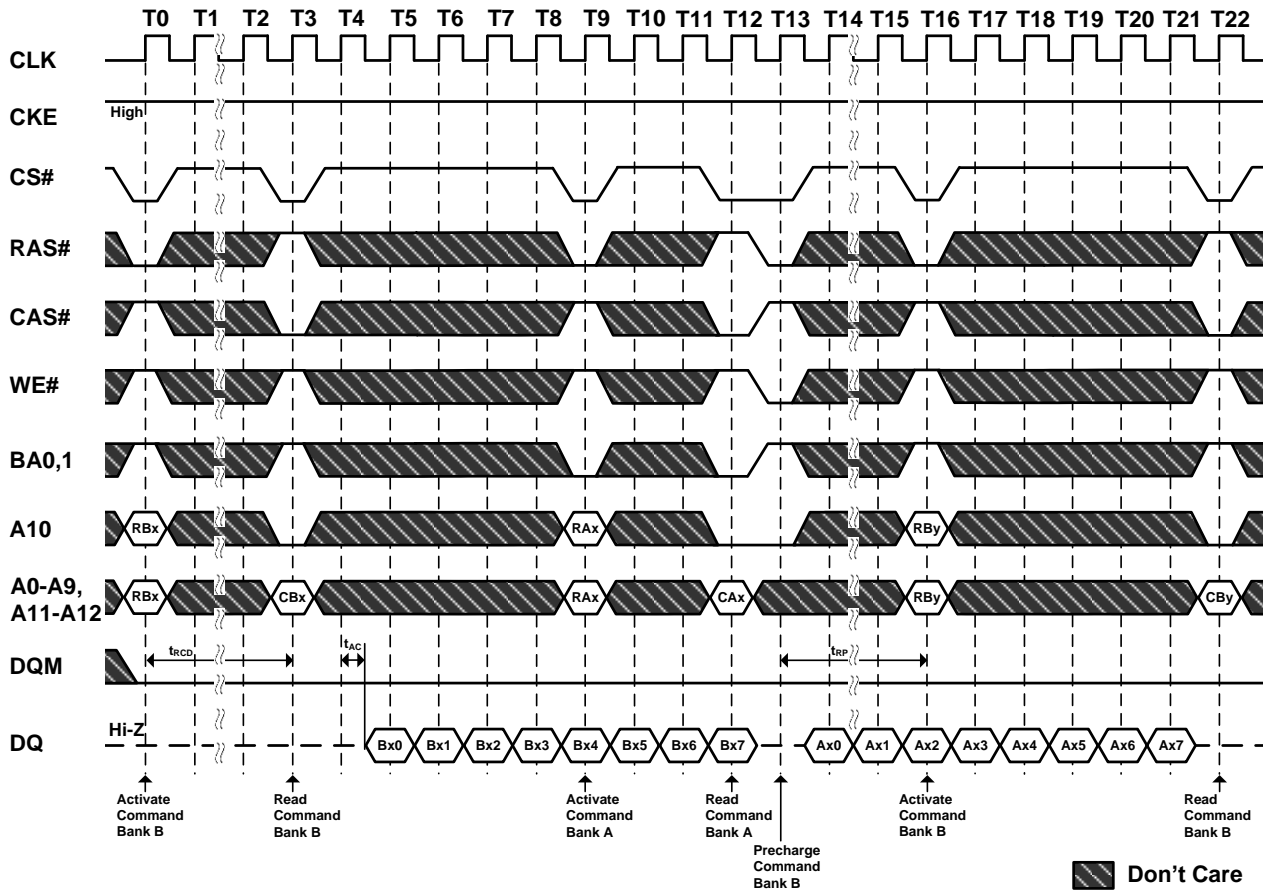 T0 T1 T2 T3 T4 T5 T6 T7 T8 T9 T10 T11 T12 T13 T14 T15 T16 T17 T18 T19 T20 T21 T22
CLK
CKE
High
CS#
RAS#
CAS#
WE#
BA0,1
A10
RBx RAx RBy
A0-A9,
A11-A12
RBx CBx RAx CAx RBy CBy
DQM
tRCD tAC tRP
DQ
Hi-Z
Bx0 Bx1 Bx2 Bx3 Bx4 Bx5 Bx6 Bx7 Ax0 Ax1 Ax2 Ax3 Ax4 Ax5 Ax6 Ax7
Activate
Command
Bank B
Read
Command
Bank B
Activate
Command
Bank A
Read
Command
Bank A
Precharge
Command
Bank B
Activate
Command
Bank B
Read
Command
Bank B
Don't Care